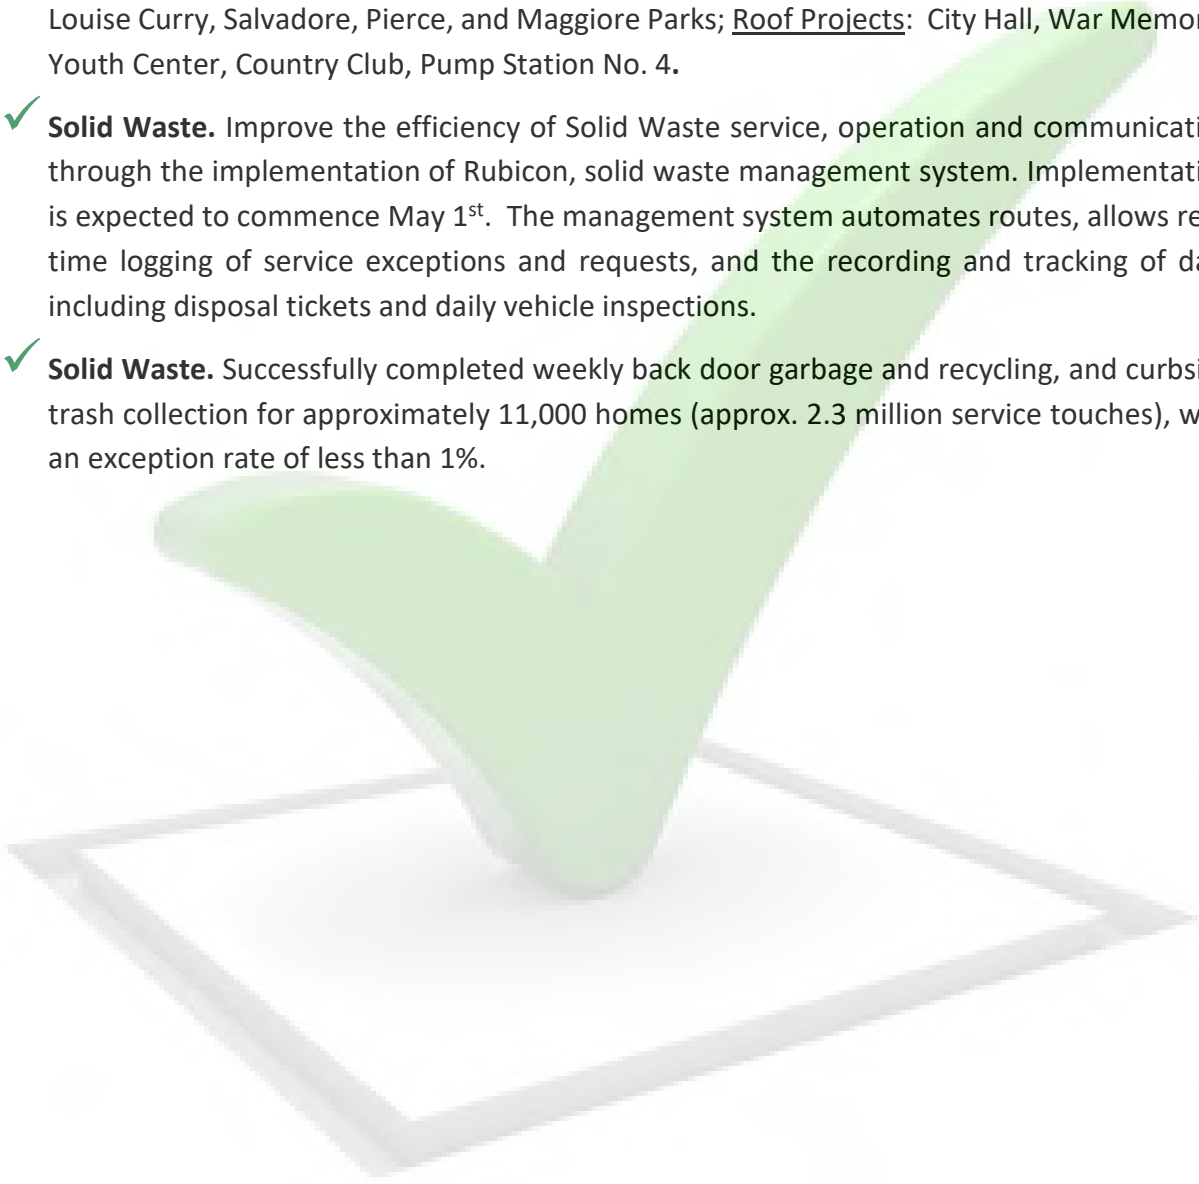 Louise Curry, Salvadore, Pierce, and Maggiore Parks; Roof Projects: City Hall, War Memor
Youth Center, Country Club, Pump Station No. 4.
Solid Waste. Improve the efficiency of Solid Waste service, operation and communicati
through the implementation of Rubicon, solid waste management system. Implementati
is expected to commence May 1st. The management system automates routes, allows re
time logging of service exceptions and requests, and the recording and tracking of da
including disposal tickets and daily vehicle inspections.
Solid Waste. Successfully completed weekly back door garbage and recycling, and curbsi
trash collection for approximately 11,000 homes (approx. 2.3 million service touches), w
an exception rate of less than 1%.